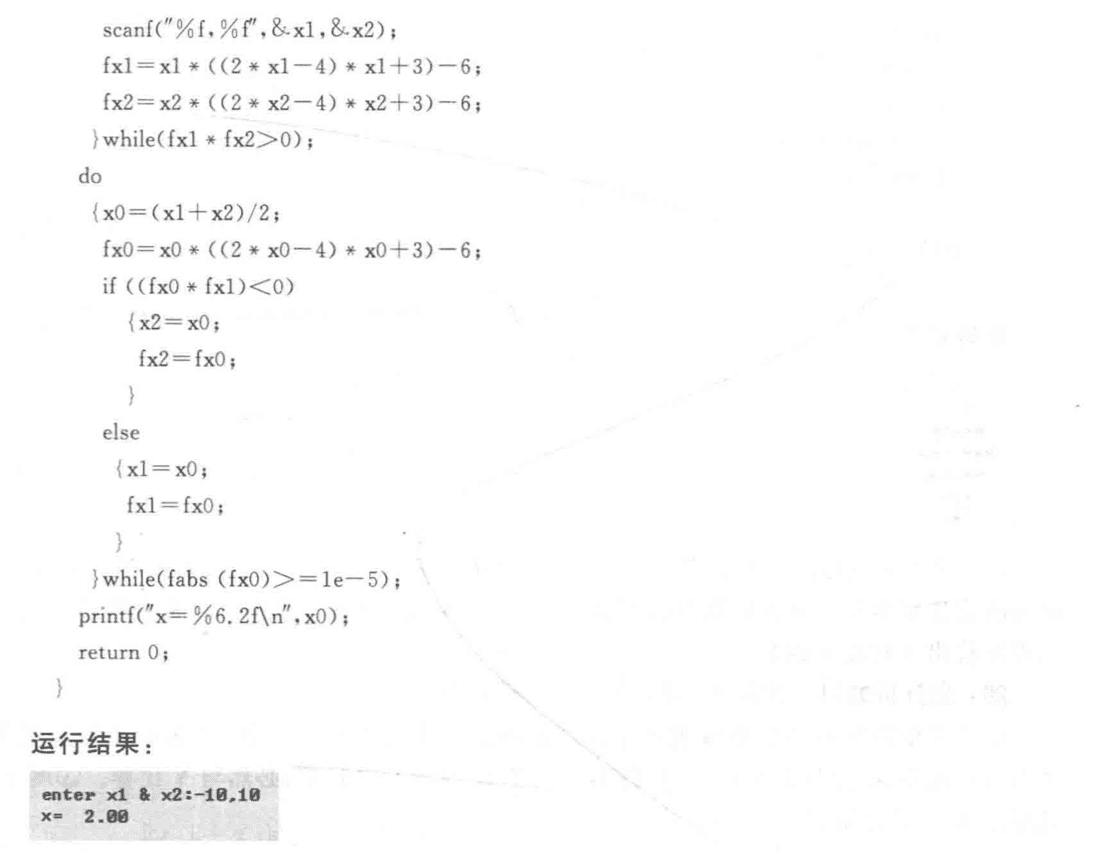 scanf("%f,%f",&x1,&x2);
fx1=x1*((2*x1-4)*x1+3)-6;
fx2=x2*((2*x2-4)*x2+3)-6;
}while(fx1*fx2>0);
do
{x0=(x1+x2)/2;
fx0=x0*((2*x0-4)*x0+3)-6;
if ((fx0*fx1)<0)
{x2=x0;
fx2=fx0;
}
else
{x1=x0;
fx1=fx0;
}
}while(fabs (fx0)>=1e-5);
printf("x=%6.2f\n",x0);
return 0;
}
运行结果：
enter x1 & x2:-10,10
x=  2.00